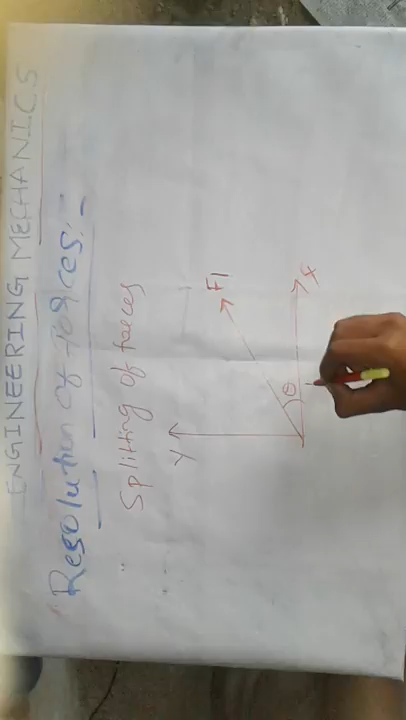 ENGINEERING MECHANICS
Resolution of forces:-
Splitting of forces
Y
F1
θ
X